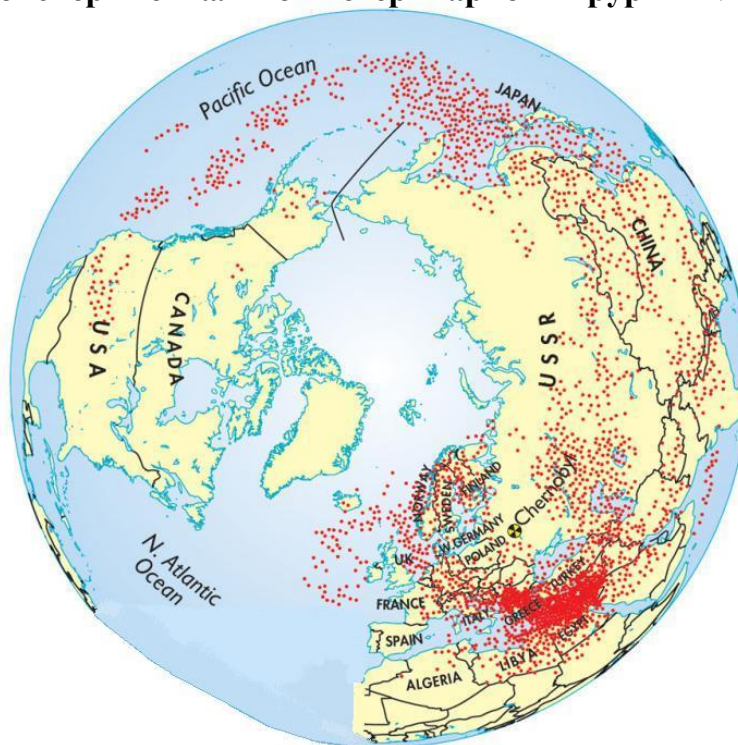 Pacific Ocean
JAPAN
CHINA
USSR
USA
CANADA
NORWAY
SWEDEN
FINLAND
Chernobyl
W.GERMANY
POLAND
UK
N. Atlantic
Ocean
FRANCE
ITALY
GREECE
TURKEY
SPAIN
EGYPT
LIBYA
ALGERIA